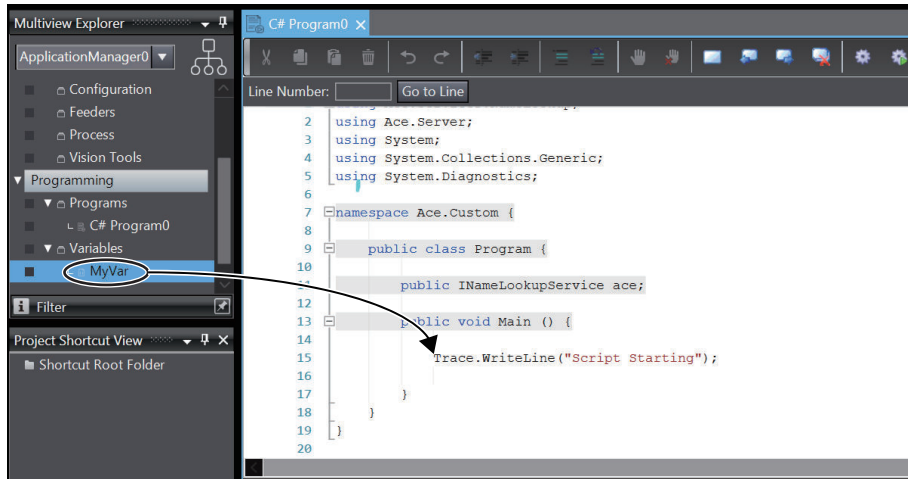 Multiview Explorer
ApplicationManager0
Configuration
Feeders
Process
Vision Tools
Programming
Programs
C# Program0
Variables
MyVar
Filter
Project Shortcut View
Shortcut Root Folder
C# Program0
Line Number:
Go to Line
2 using Ace.Server;
3 using System;
4 using System.Collections.Generic;
5 using System.Diagnostics;
6
7 namespace Ace.Custom {
8
9 public class Program {
10
public INameLookupService ace;
12
13 public void Main () {
14
15 Trace.WriteLine("Script Starting");
16
17 }
18 }
19 }
20